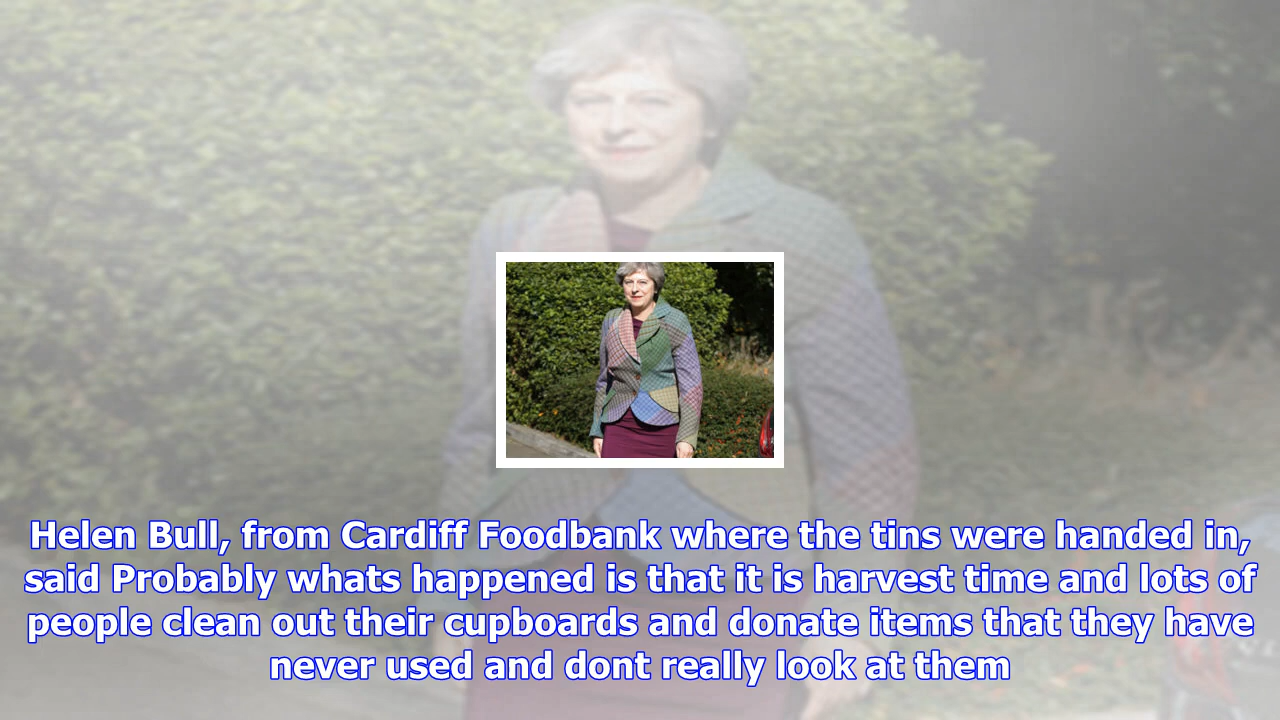 Helen Bull, from Cardiff Foodbank where the tins were handed in,
said Probably whats happened is that it is harvest time and lots of
people clean out their cupboards and donate items that they have
never used and dont really look at them